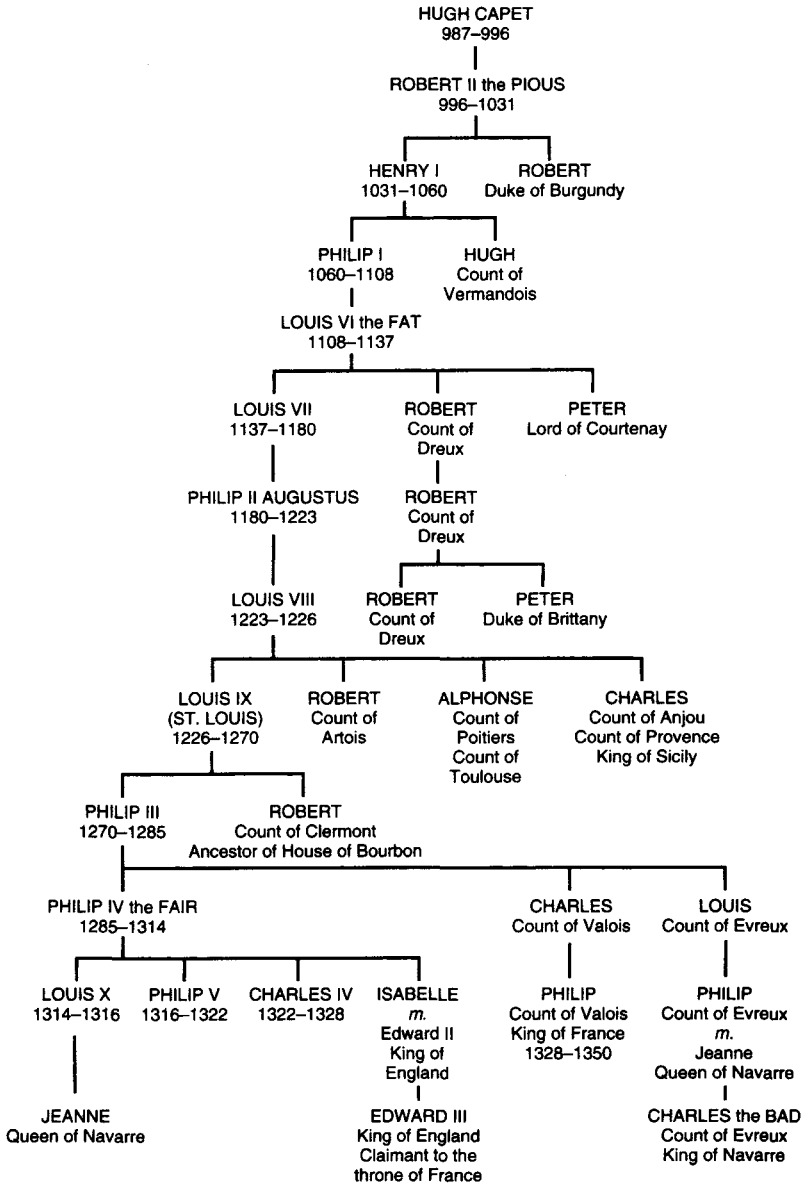 HUGH CAPET
987–996
ROBERT II the PIOUS
996–1031
HENRY I
1031–1060
ROBERT
Duke of Burgundy
PHILIP I
1060–1108
HUGH
Count of
Vermandois
LOUIS VI the FAT
1108–1137
LOUIS VII
1137–1180
ROBERT
Count of
Dreux
PETER
Lord of Courtenay
PHILIP II AUGUSTUS
1180–1223
ROBERT
Count of
Dreux
LOUIS VIII
1223–1226
ROBERT
Count of
Dreux
PETER
Duke of Brittany
LOUIS IX
(ST. LOUIS)
1226–1270
ROBERT
Count of
Artois
ALPHONSE
Count of
Poitiers
Count of
Toulouse
CHARLES
Count of Anjou
Count of Provence
King of Sicily
PHILIP III
1270–1285
ROBERT
Count of Clermont
Ancestor of House of Bourbon
PHILIP IV the FAIR
1285–1314
CHARLES
Count of Valois
LOUIS
Count of Evreux
LOUIS X
1314–1316
PHILIP V
1316–1322
CHARLES IV
1322–1328
ISABELLE
m.
Edward II
King of
England
PHILIP
Count of Valois
King of France
1328–1350
PHILIP
Count of Evreux
m.
Jeanne
Queen of Navarre
JEANNE
Queen of Navarre
EDWARD III
King of England
Claimant to the
throne of France
CHARLES the BAD
Count of Evreux
King of Navarre